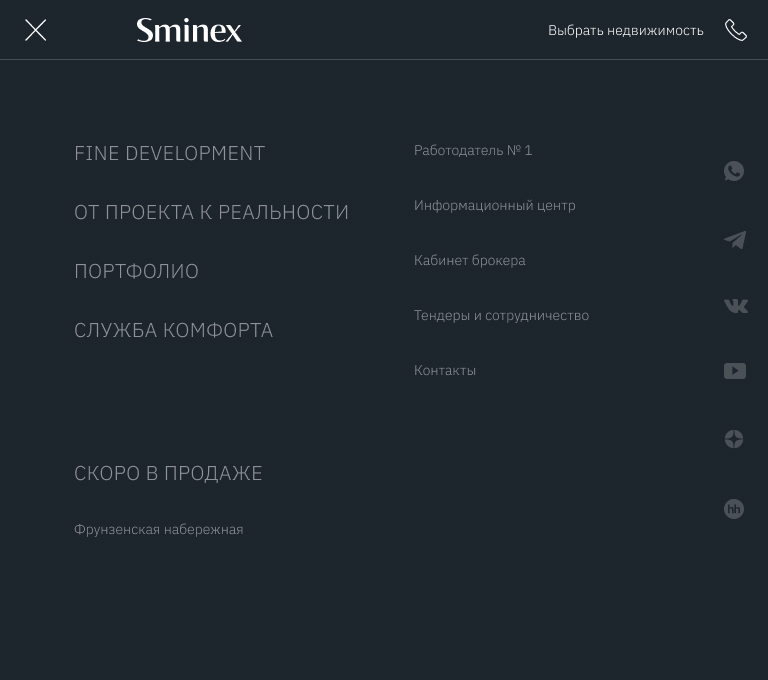 Sminex
Выбрать недвижимость
FINE DEVELOPMENT
ОТ ПРОЕКТА К РЕАЛЬНОСТИ
ПОРТФОЛИО
СЛУЖБА КОМФОРТА
СКОРО В ПРОДАЖЕ
Фрунзенская набережная
Работодатель № 1
Информационный центр
Кабинет брокера
Тендеры и сотрудничество
Контакты
hh